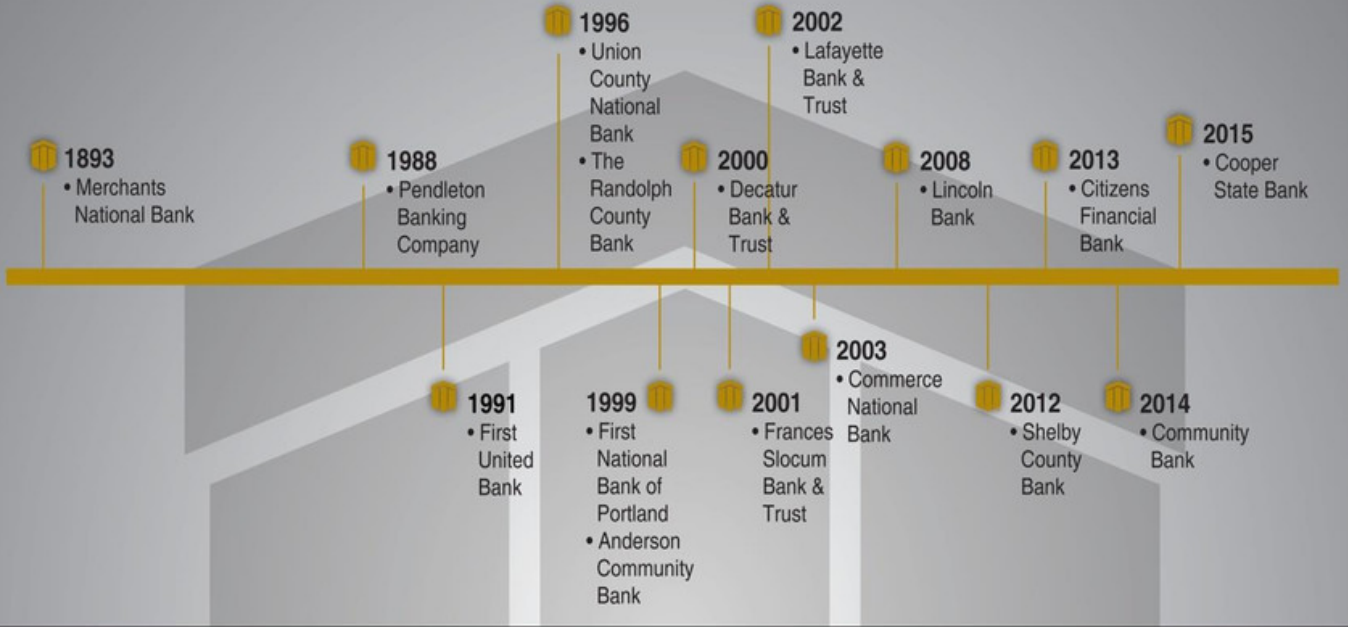 1893
• Merchants
National Bank
1988
• Pendleton
Banking
Company
1991
• First
United
Bank
1996
• Union
County
National
Bank
• The
Randolph
County
Bank
1999
• First
National
Bank of
Portland
• Anderson
Community
Bank
2000
• Decatur
Bank &
Trust
2001
• Frances
Slocum
Bank &
Trust
2002
• Lafayette
Bank &
Trust
2003
• Commerce
National
Bank
2008
• Lincoln
Bank
2012
• Shelby
County
Bank
2013
• Citizens
Financial
Bank
2014
• Community
Bank
2015
• Cooper
State Bank